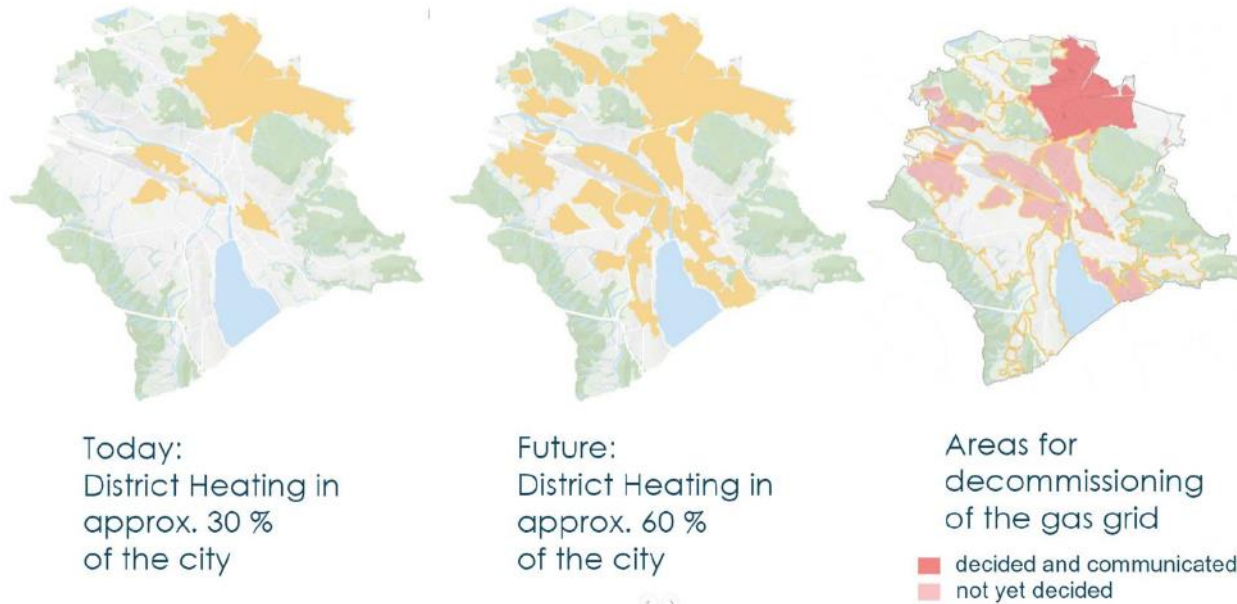 Today:
District Heating in
approx. 30 %
of the city
Future:
District Heating in
approx. 60 %
of the city
Areas for
decommissioning
of the gas grid
decided and communicated
not yet decided